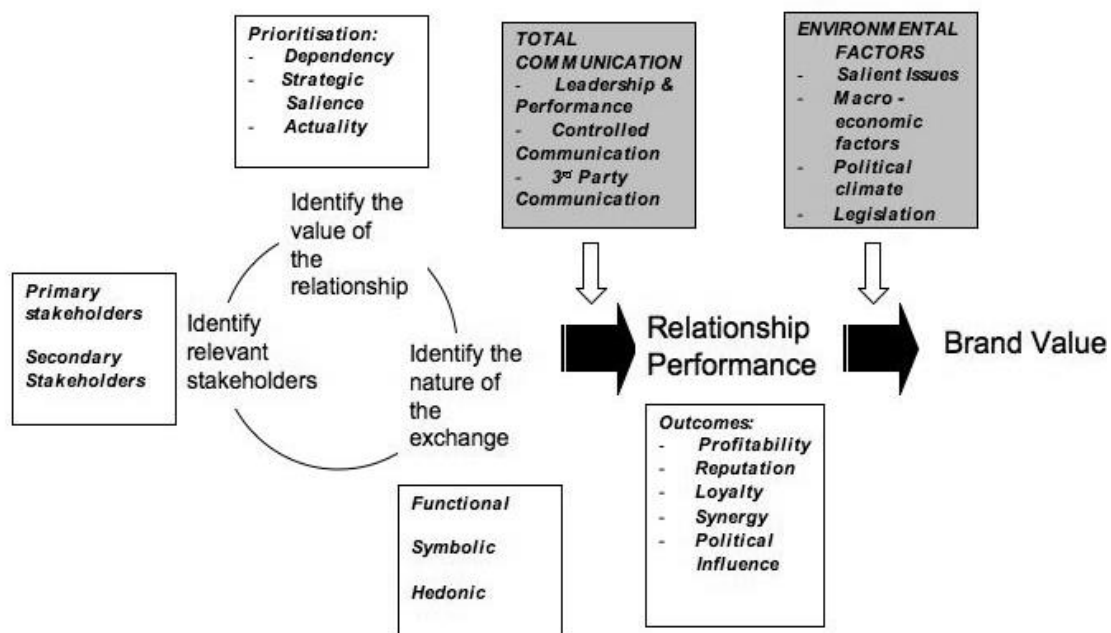 Prioritisation:
- Dependency
- Strategic
Salience
- Actuality
TOTAL
COMMUNICATION
- Leadership &
Performance
- Controlled
Communication
- 3rd Party
Communication
ENVIRONMENTAL
FACTORS
- Salient Issues
- Macro -
economic
factors
- Political
climate
- Legislation
Identify the
value of
the
relationship
Primary
stakeholders
Secondary
Stakeholders
Identify
relevant
stakeholders
Identify the
nature of
the
exchange
Relationship
Performance
Brand Value
Functional
Symbolic
Hedonic
Outcomes:
- Profitability
- Reputation
- Loyalty
- Synergy
- Political
Influence